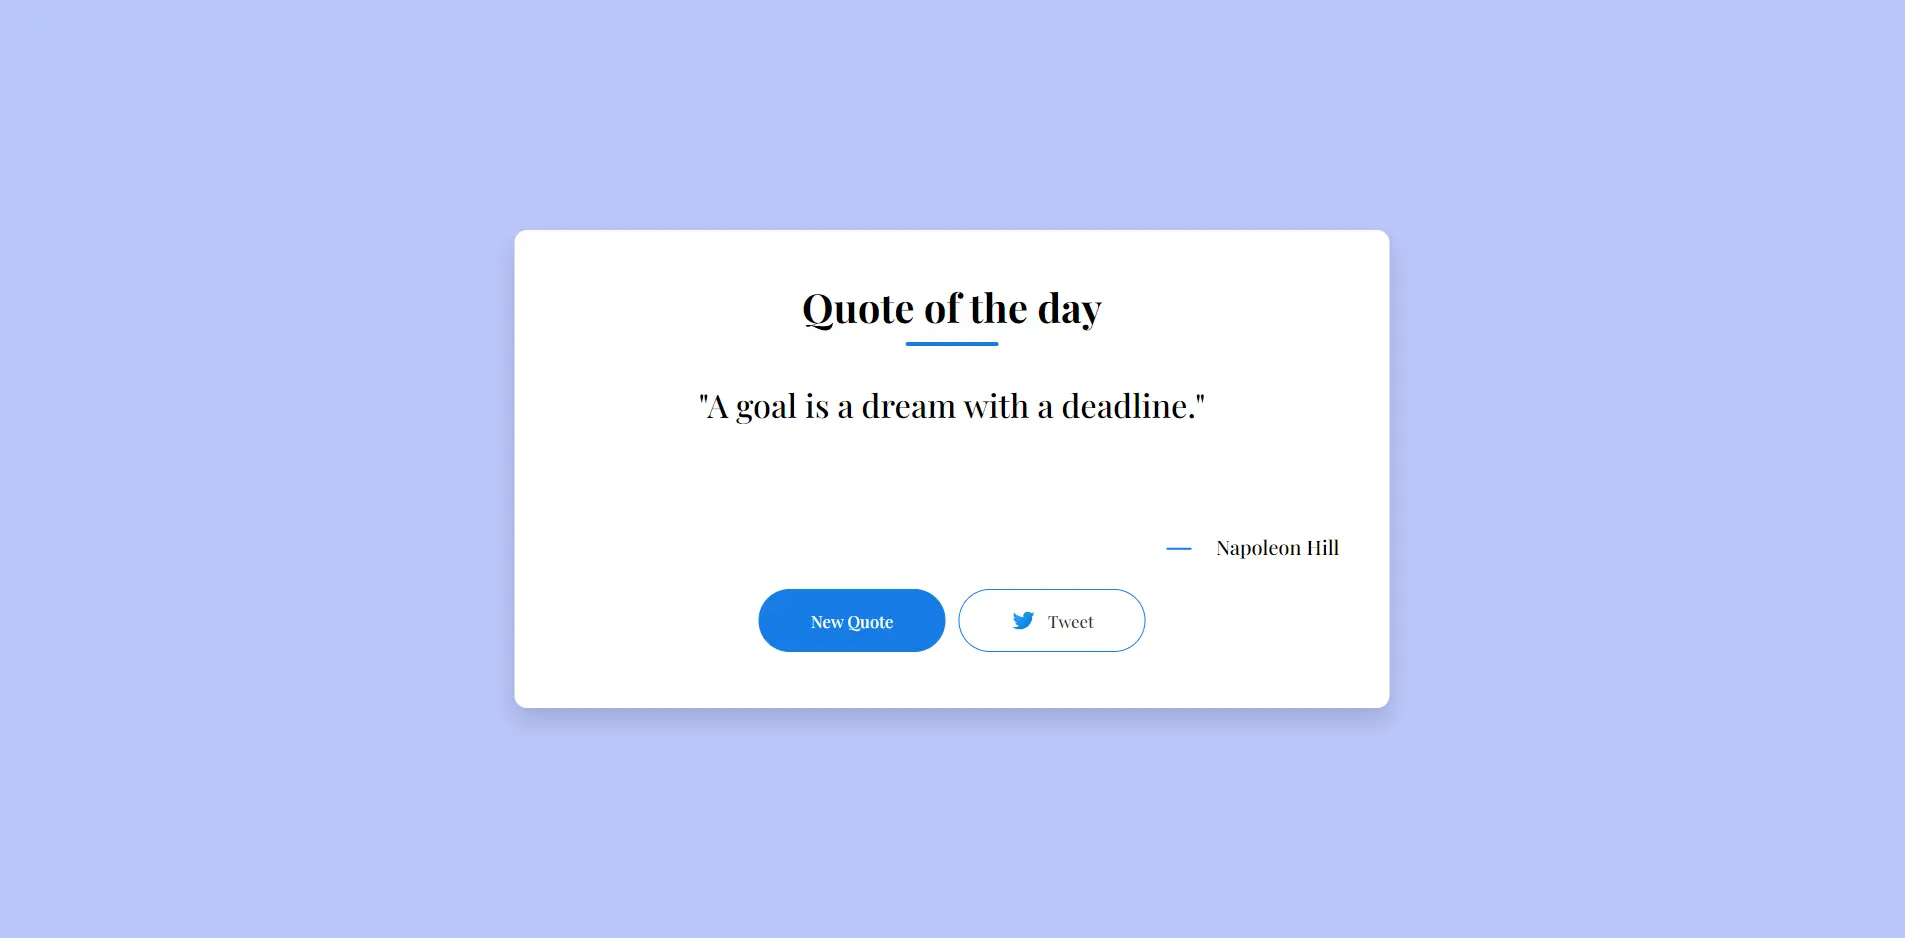 Quote of the day
"A goal is a dream with a deadline."
— Napoleon Hill
New Quote
Tweet